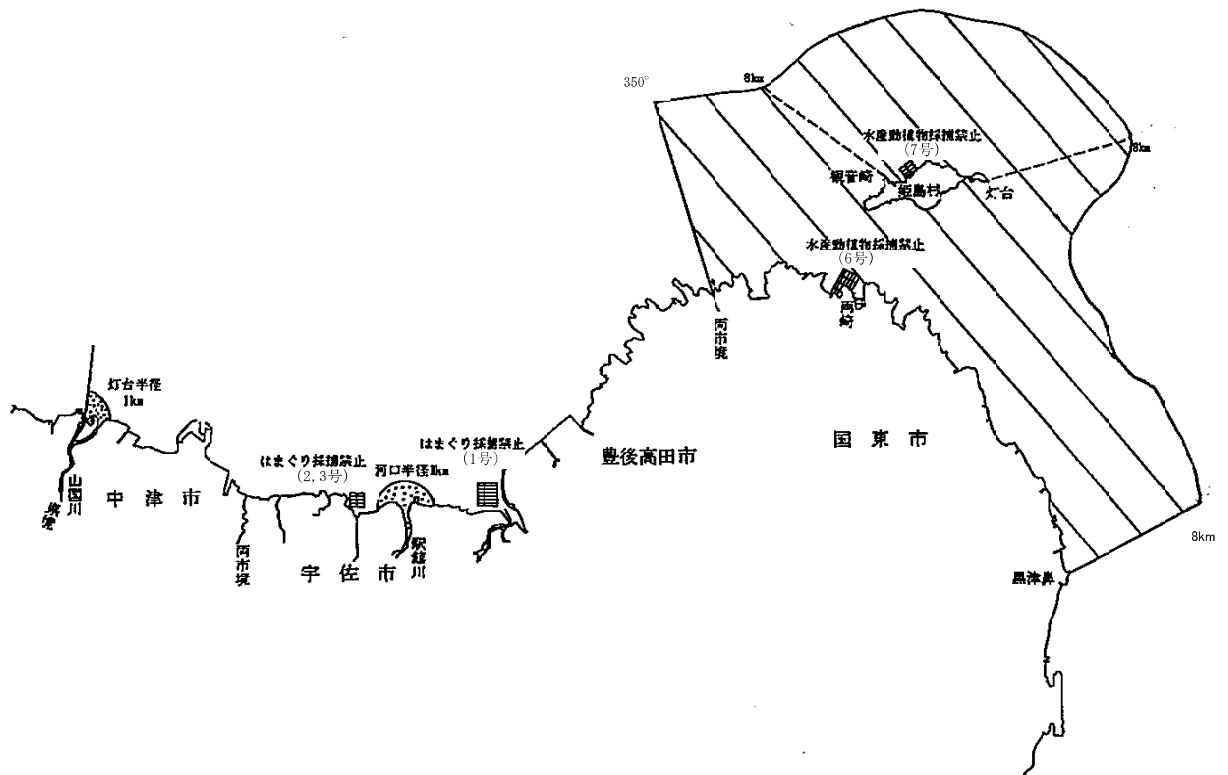 350°
8km
水産動植物採捕禁止
(7号)
8km
観音崎
姫島村
灯台
水産動植物採捕禁止
(6号)
両崎
両市境
灯台半径
1km
はまぐり採捕禁止
(1号)
国東市
豊後高田市
はまぐり採捕禁止
(2,3号)
河口半径1km
山国川
県境
中津市
両市境
宇佐市
駅館川
8km
黒津鼻